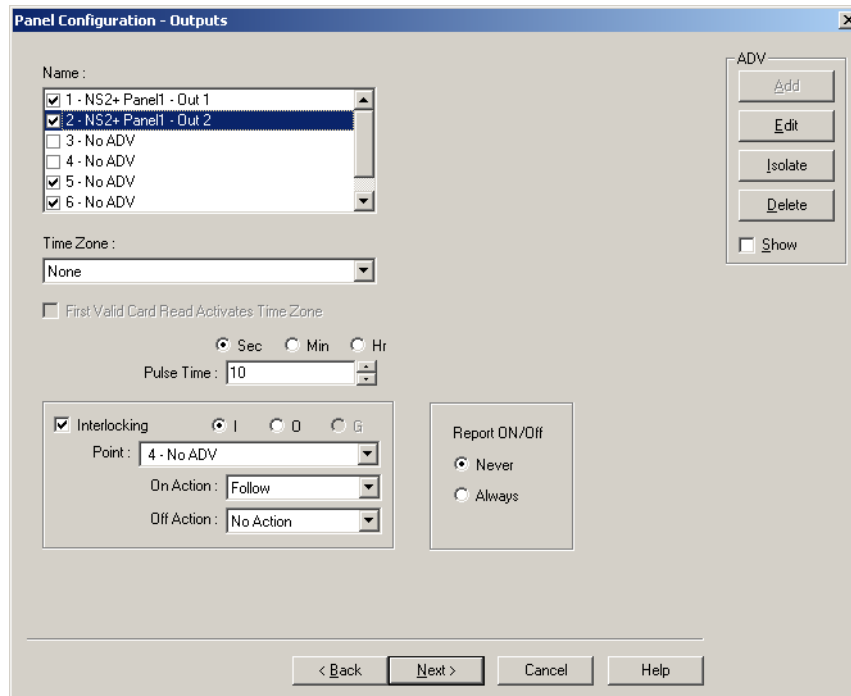 Panel Configuration - Outputs
Name :
1 - NS2+ Panel1 - Out 1
2 - NS2+ Panel1 - Out 2
3 - No ADV
4 - No ADV
5 - No ADV
6 - No ADV
Time Zone :
None
First Valid Card Read Activates Time Zone
Sec Min Hr
Pulse Time : 10
Interlocking I O G
Point : 4 - No ADV
On Action : Follow
Off Action : No Action
Report ON/Off
Never
Always
ADV
Add
Edit
Isolate
Delete
Show
< Back Next > Cancel Help